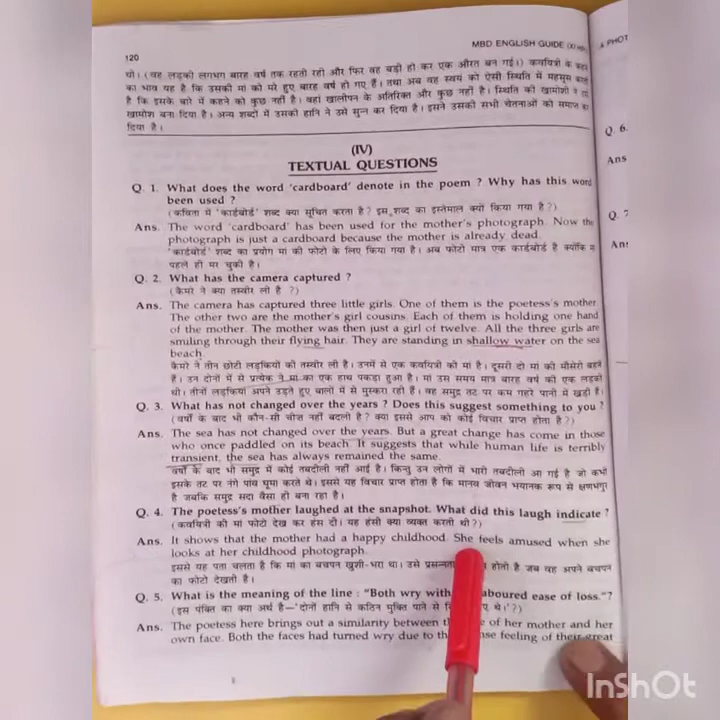 120
MBD ENGLISH GUIDE (XI
A PHOT
थी। (वह लड़की लगभग बारह वर्ष तक रहती रही और फिर वह बड़ी हो कर एक औरत बन गई।) कवयित्री के कहने
का भाव यह है कि उसकी मां को मरे हुए बारह वर्ष हो गए हैं। तथा अब वह स्वयं को ऐसी स्थिति में महसूस करती
है कि इसके बारे में कहने को कुछ नहीं है। वहां खालीपन के अतिरिक्त और कुछ नहीं है। स्थिति की खामोशी ने उसे
खामोश बना दिया है। अन्य शब्दों में उसकी हानि ने उसे सुन्न कर दिया है। इसने उसकी सभी चेतनाओं को समाप्त कर
दिया है।
(IV)
TEXTUAL QUESTIONS
Q. 1. What does the word 'cardboard' denote in the poem ? Why has this word
been used ?
(कविता में 'कार्डबोर्ड' शब्द क्या सूचित करता है ? इस शब्द का इस्तेमाल क्यों किया गया है ?)
Ans. The word 'cardboard' has been used for the mother's photograph. Now the
photograph is just a cardboard because the mother is already dead.
'कार्डबोर्ड' शब्द का प्रयोग मां की फोटो के लिए किया गया है। अब फोटो मात्र एक कार्डबोर्ड है क्योंकि
पहले ही मर चुकी है।
Q. 2. What has the camera captured ?
(कैमरे ने क्या तस्वीर ली है ?)
Ans. The camera has captured three little girls. One of them is the poetess's mother.
The other two are the mother's girl cousins. Each of them is holding one hand
of the mother. The mother was then just a girl of twelve. All the three girls are
smiling through their flying hair. They are standing in shallow water on the sea
beach.
कैमरे ने तीन छोटी लड़कियों की तस्वीर ली है। उनमें से एक कवयित्री की मां है। दूसरी दो मां की मौसेरी बहनें
हैं। उन दोनों में से प्रत्येक ने मां का एक हाथ पकड़ा हुआ है। मां उस समय मात्र बारह वर्ष की एक लड़की
थी। तीनों लड़कियां अपने उड़ते हुए बालों में से मुस्करा रही हैं। वह समुद्र तट पर कम गहरे पानी में खड़ी हैं।
Q. 3. What has not changed over the years ? Does this suggest something to you ?
(वर्षों के बाद भी कौन-सी चीज़ नहीं बदली है ? क्या इससे आप को कोई विचार प्राप्त होता है ?)
Ans. The sea has not changed over the years. But a great change has come in those
who once paddled on its beach. It suggests that while human life is terribly
transient, the sea has always remained the same.
वर्षों के बाद भी समुद्र में कोई तबदीली नहीं आई है। किन्तु उन लोगों में भारी तबदीली आ गई है जो कभी
इसके तट पर नंगे पांव घूमा करते थे। इससे यह विचार प्राप्त होता है कि मानव जीवन भयानक रूप से क्षणभंगुर
है जबकि समुद्र सदा वैसा ही बना रहा है।
Q. 4. The poetess's mother laughed at the snapshot. What did this laugh indicate ?
(कवयित्री की मां फोटो देख कर हंस दी। यह हंसी क्या व्यक्त करती थी ?)
Ans. It shows that the mother had a happy childhood. She feels amused when she
looks at her childhood photograph.
इससे यह पता चलता है कि मां का बचपन खुशी-भरा था। उसे प्रसन्नता होती है जब वह अपने बचपन
का फोटो देखती है।
Q. 5. What is the meaning of the line : "Both wry with aboured ease of loss."?
(इस पंक्ति का क्या अर्थ है—'दोनों हानि से कठिन मुक्ति पाने से थे।'?)
Ans. The poetess here brings out a similarity between of her mother and her
own face. Both the faces had turned wry due to feeling of their great
Q. 6.
Ans
Q. 7
Ans
InShOt